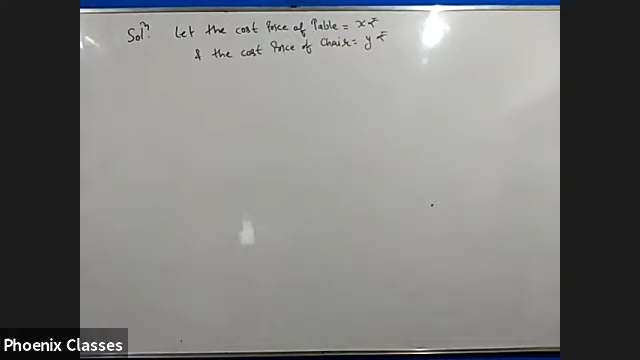 Solⁿ. Let the cost Price of Table = x ₹
& the cost Price of Chair = y ₹
Phoenix Classes